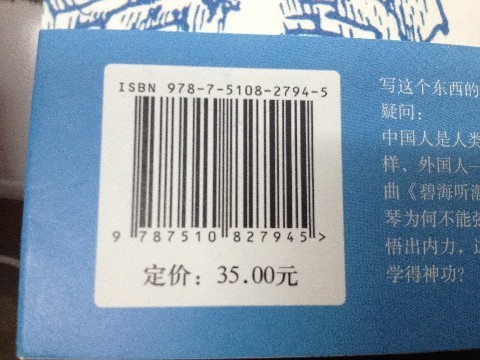 ISBN 978-7-5108-2794-5
9 787510 827945 >
定价：35.00元
写这个东西的
疑问：
中国人是人类
样，外国人一
曲《碧海听潮
琴为何不能弹
悟出内力，这
学得神功？